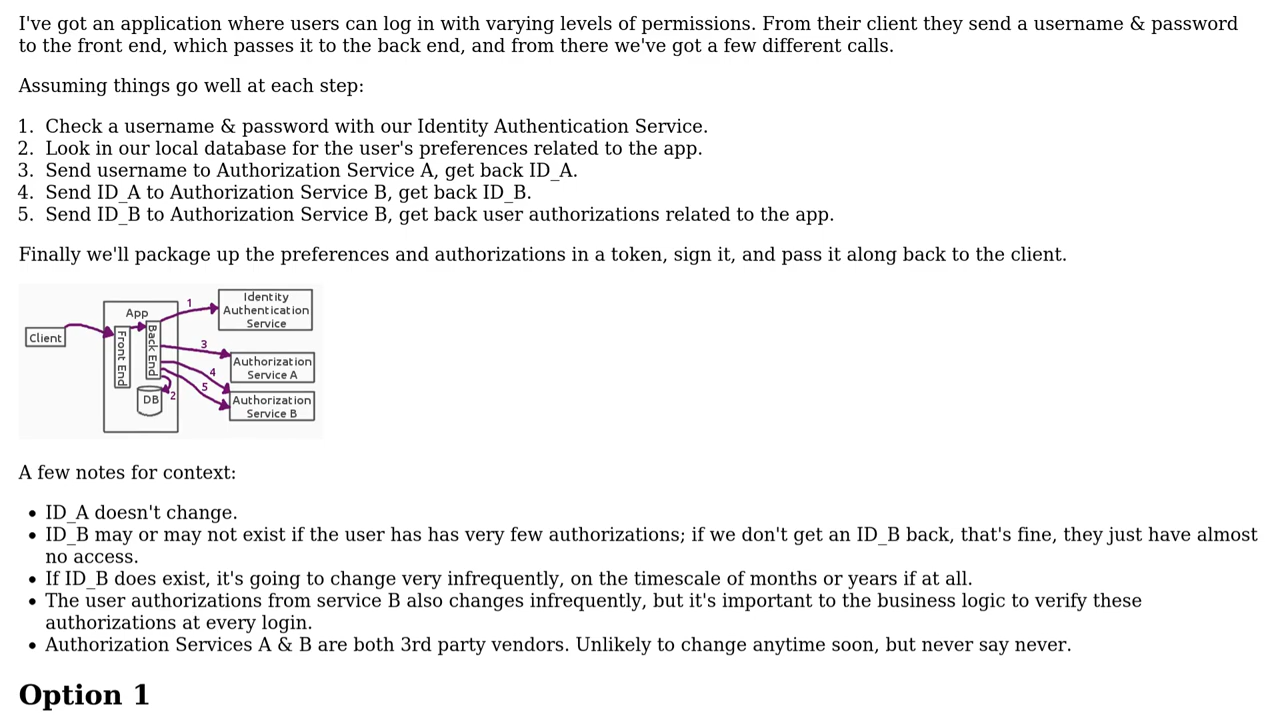 I've got an application where users can log in with varying levels of permissions. From their client they send a username & password
to the front end, which passes it to the back end, and from there we've got a few different calls.
Assuming things go well at each step:
1. Check a username & password with our Identity Authentication Service.
2. Look in our local database for the user's preferences related to the app.
3. Send username to Authorization Service A, get back ID_A.
4. Send ID_A to Authorization Service B, get back ID_B.
5. Send ID_B to Authorization Service B, get back user authorizations related to the app.
Finally we'll package up the preferences and authorizations in a token, sign it, and pass it along back to the client.
Client
App
Front End
Back End
DB
1
Identity
Authentication
Service
3
Authorization
Service A
4
5
2
Authorization
Service B
A few notes for context:
• ID_A doesn't change.
• ID_B may or may not exist if the user has has very few authorizations; if we don't get an ID_B back, that's fine, they just have almost
no access.
• If ID_B does exist, it's going to change very infrequently, on the timescale of months or years if at all.
• The user authorizations from service B also changes infrequently, but it's important to the business logic to verify these
authorizations at every login.
• Authorization Services A & B are both 3rd party vendors. Unlikely to change anytime soon, but never say never.
Option 1